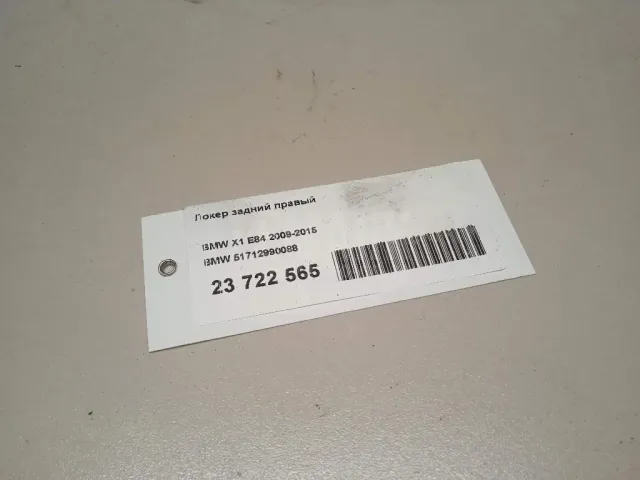 Локер задний правый
BMW X1 E84 2009-2015
BMW 51712990088
23 722 565